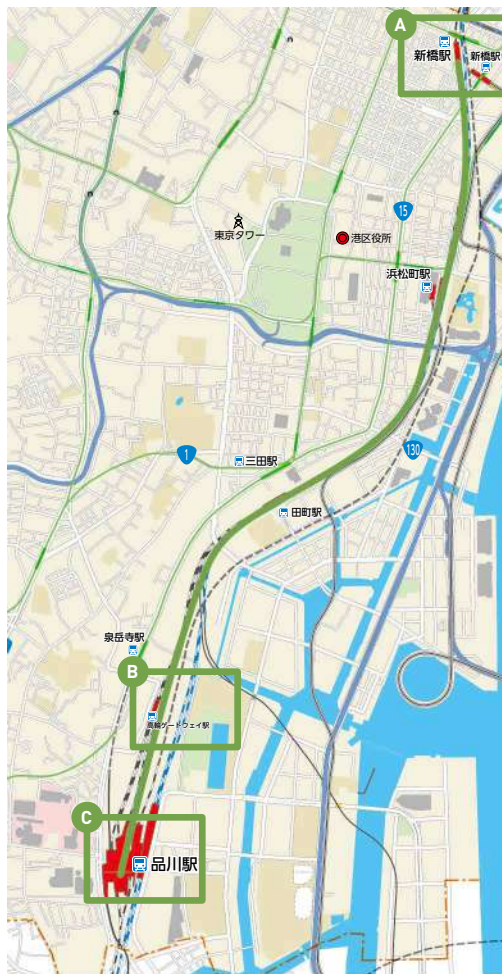 A
新橋駅
新橋駅
15
東京タワー
港区役所
浜松町駅
1
三田駅
130
田町駅
泉岳寺駅
B
高輪ゲートウェイ駅
C
品川駅